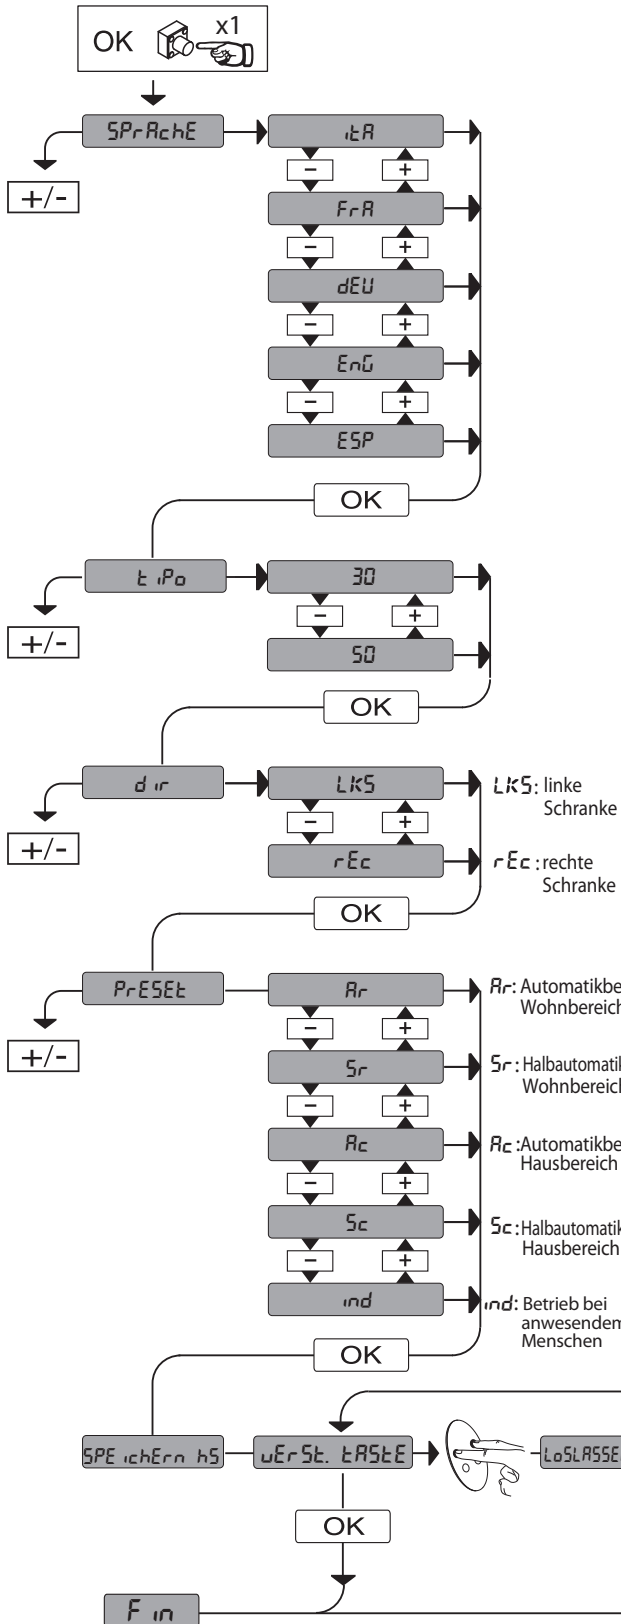 OK x1
SPrAchE
itA
+/-
- +
FrA
- +
dEU
- +
EnG
- +
ESP
OK
tiPo
30
+/-
- +
50
OK
dir
LKS
LKS: linke
Schranke
+/-
- +
rEc
rEc: rechte
Schranke
OK
PrESEt
Ar
Ar: Automatikbe
Wohnbereich
+/-
- +
Sr
Sr: Halbautomatik
Wohnbereich
- +
Ac
Ac: Automatikbe
Hausbereich
- +
Sc
Sc: Halbautomatik
Hausbereich
- +
ind
ind: Betrieb bei
anwesendem
Menschen
OK
SPEichErn hS
vErSt. tAStE
LoSLASSE
OK
Fin